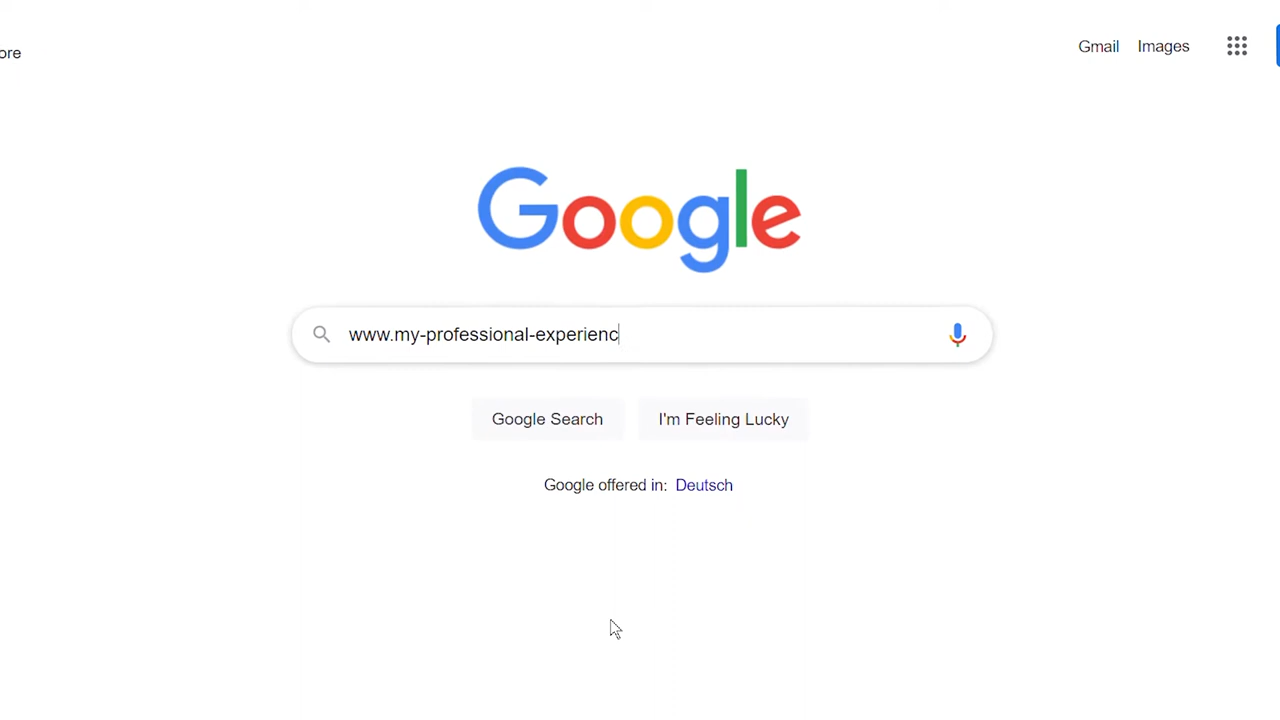 ore
Gmail Images
Google
www.my-professional-experienc
Google Search I'm Feeling Lucky
Google offered in: Deutsch